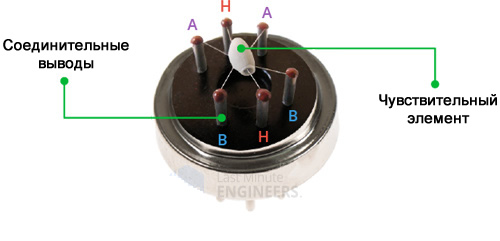 H
A
A
Соединительные
выводы
Чувствительный
элемент
B
H
B
Last Minute
ENGINEERS